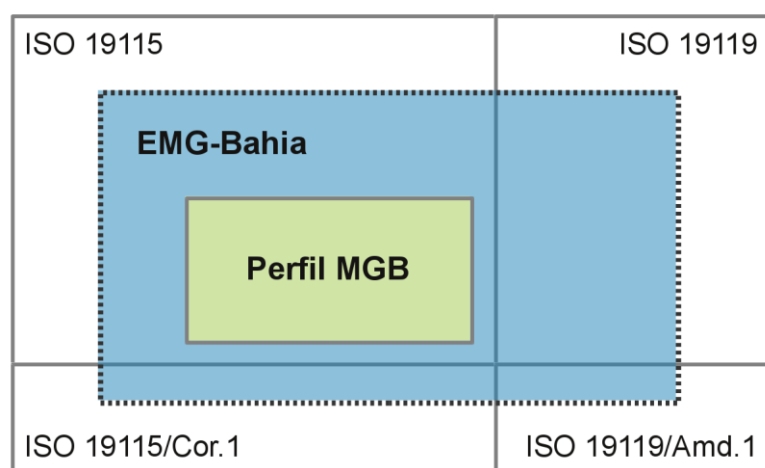 ISO 19115
ISO 19119
EMG-Bahia
Perfil MGB
ISO 19115/Cor.1
ISO 19119/Amd.1